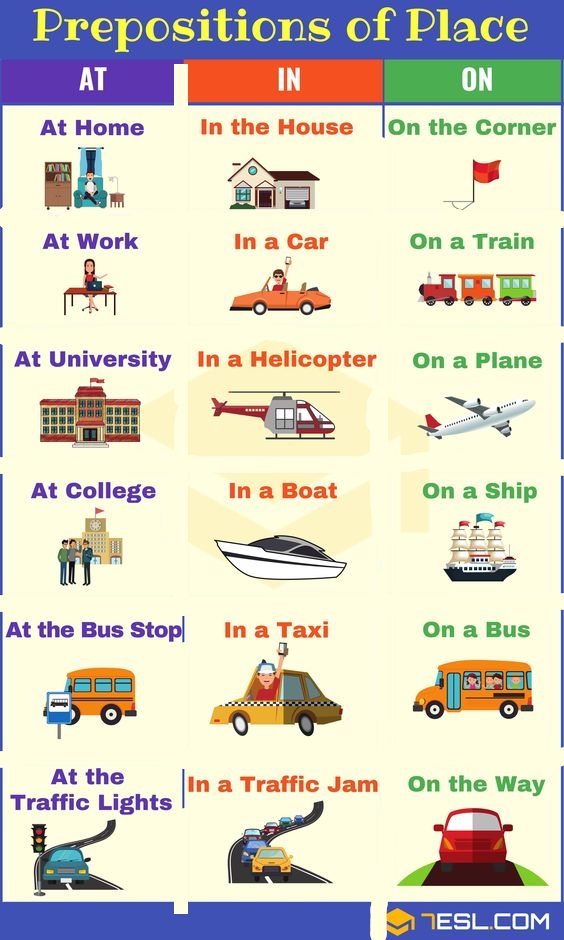 Prepositions of Place
AT
IN
ON
At Home
In the House
On the Corner
At Work
In a Car
On a Train
At University
In a Helicopter
On a Plane
At College
In a Boat
On a Ship
At the Bus Stop
In a Taxi
On a Bus
At the
Traffic Lights
In a Traffic Jam
On the Way
7ESL.COM